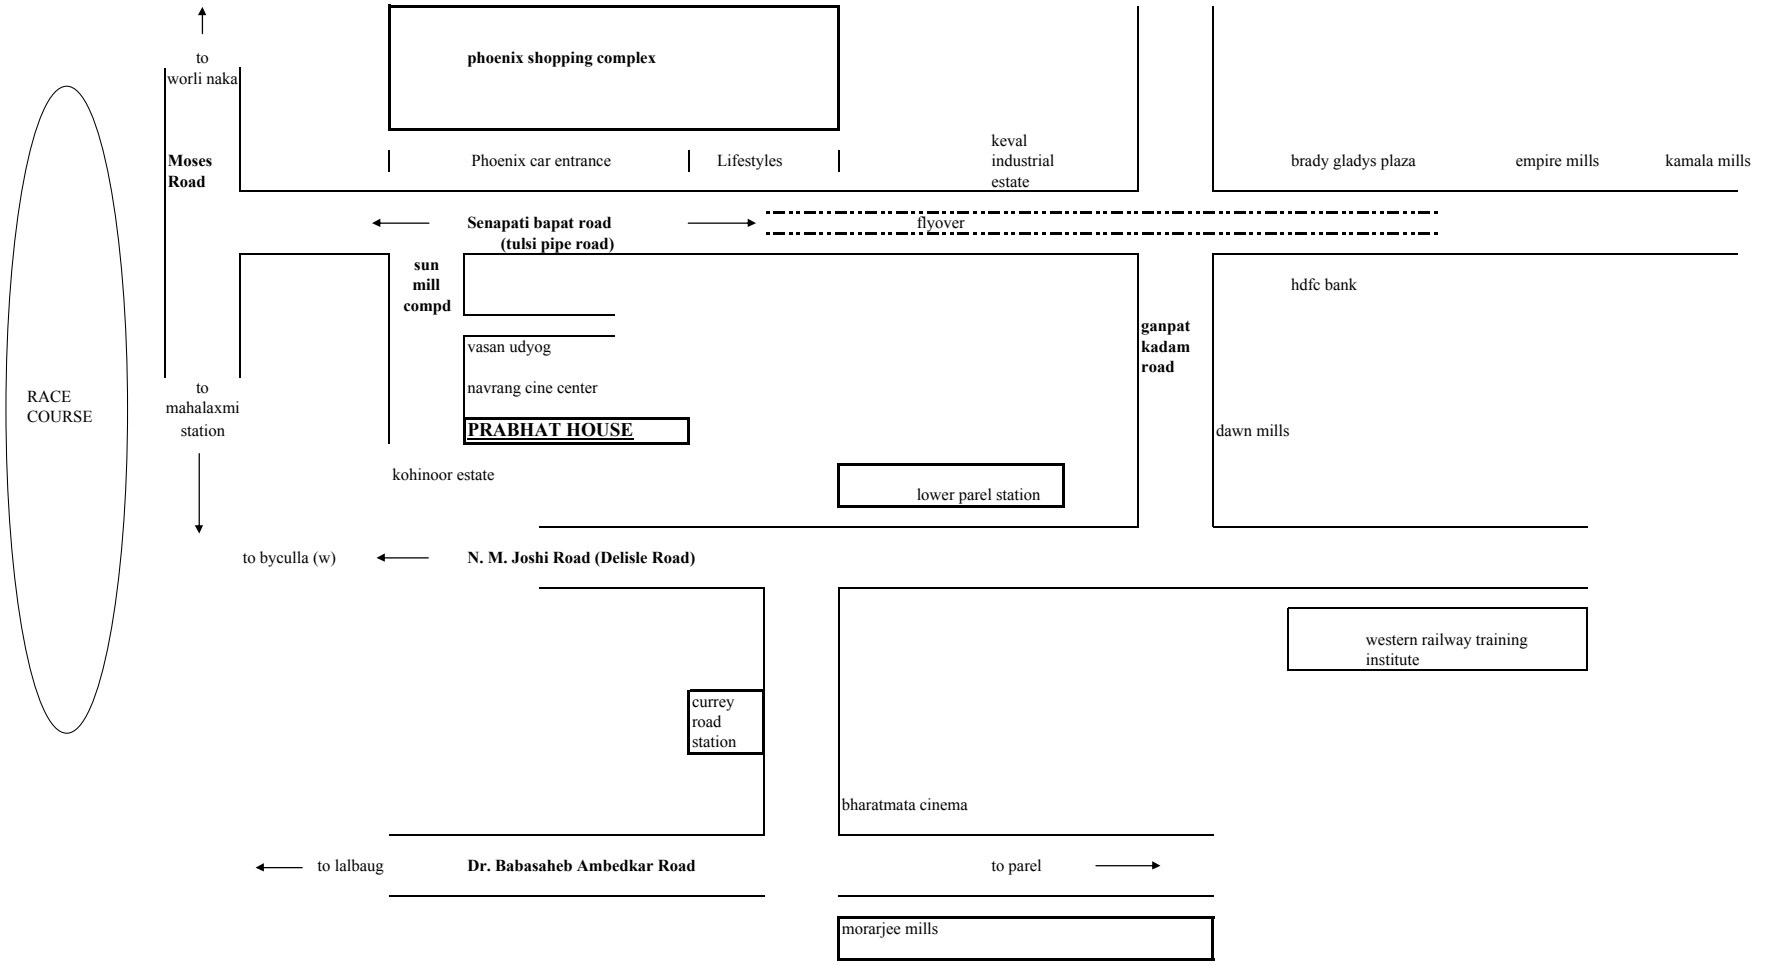 to
worli naka
phoenix shopping complex
Moses
Road
Phoenix car entrance
Lifestyles
keval
industrial
estate
brady gladys plaza
empire mills
kamala mills
Senapati bapat road
(tulsi pipe road)
flyover
sun
mill
compd
hdfc bank
ganpat
kadam
road
vasan udyog
navrang cine center
RACE
COURSE
to
mahalaxmi
station
PRABHAT HOUSE
dawn mills
kohinoor estate
lower parel station
to byculla (w)
N. M. Joshi Road (Delisle Road)
western railway training
institute
currey
road
station
bharatmata cinema
to lalbaug
Dr. Babasaheb Ambedkar Road
to parel
morarjee mills